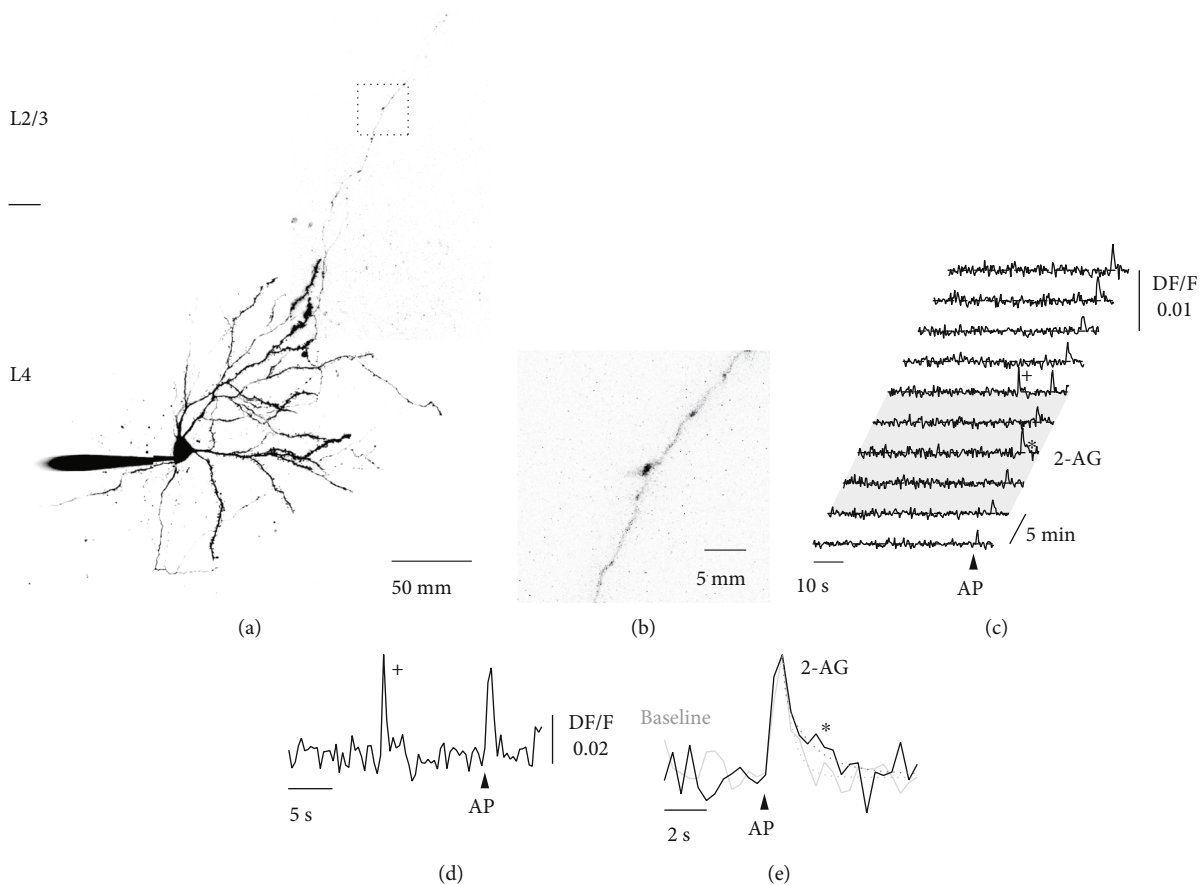 L2/3
L4
50 mm
(a)
5 mm
(b)
DF/F
0.01
+
*
2-AG
5 min
10 s
AP
(c)
+
DF/F
0.02
5 s
AP
(d)
2-AG
Baseline
*
2 s
AP
(e)